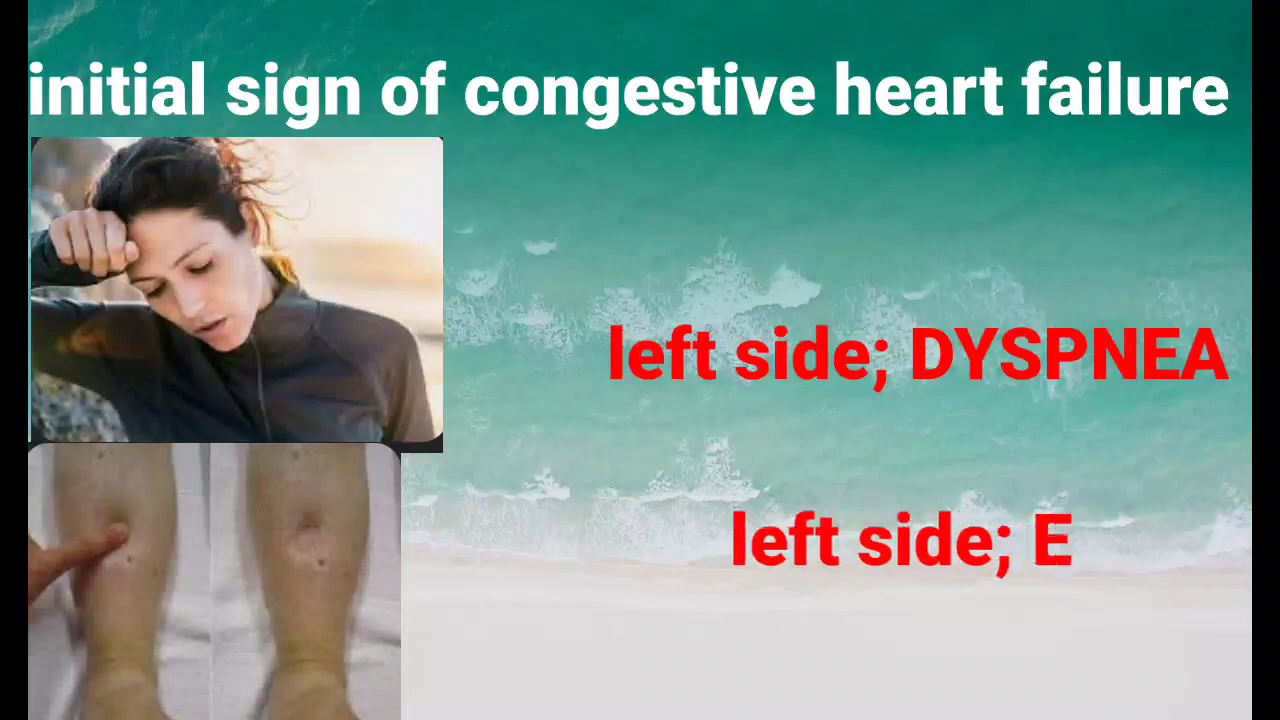 initial sign of congestive heart failure
left side; DYSPNEA
left side; E